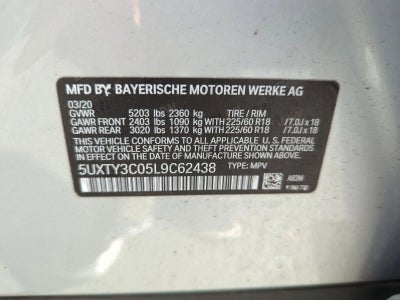 MFD BY BAYERISCHE MOTOREN WERKE AG
03/20
GVWR 5203 lbs 2360 kg TIRE / RIM
GAWR FRONT 2403 lbs 1090 kg WITH 225/60 R18 / 7.0J x 18
GAWR REAR 3020 lbs 1370 kg WITH 225/60 R18 / 7.0J x 18
THIS VEHICLE CONFORMS TO ALL APPLICABLE U.S. FEDERAL
MOTOR VEHICLE SAFETY AND THEFT PREVENTION STANDARDS
IN EFFECT ON THE DATE OF MANUFACTURE SHOWN ABOVE.
5UXTY3C05L9C62438 TYPE: MPV